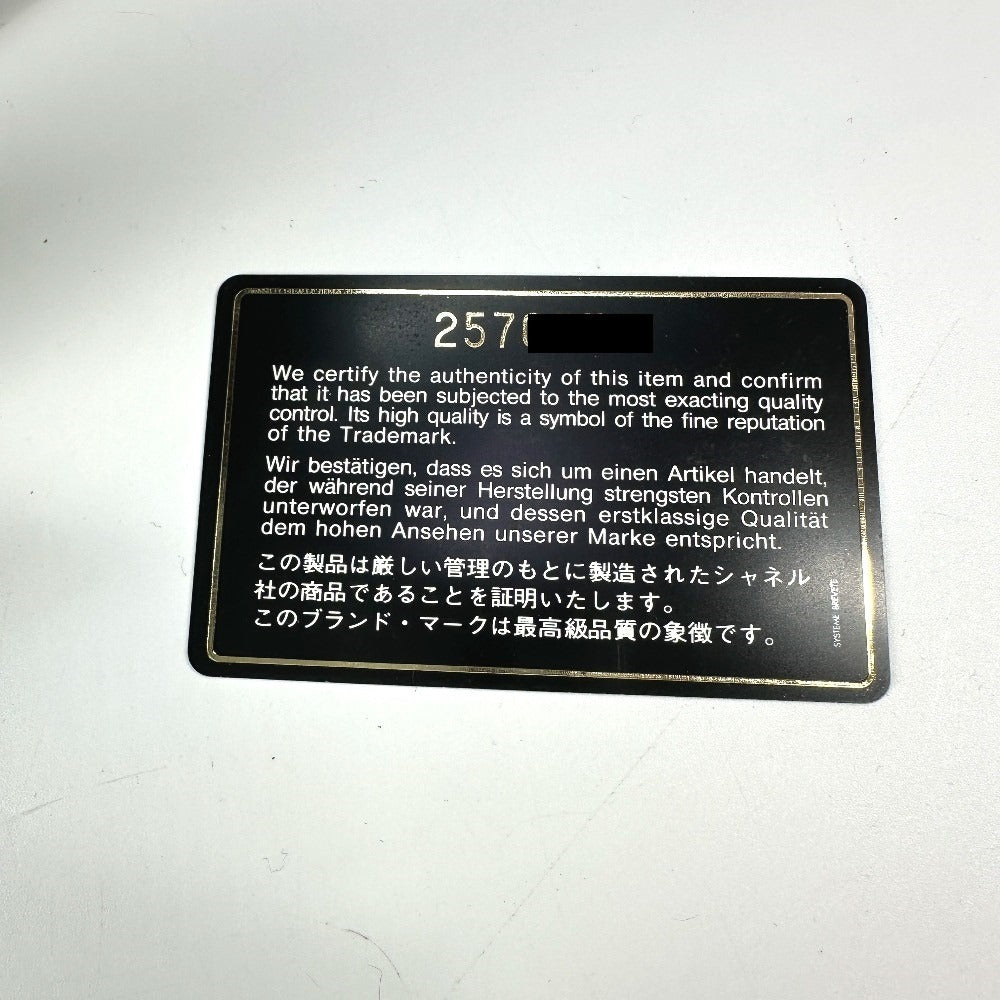 257
We certify the authenticity of this item and confirm
that it has been subjected to the most exacting quality
control. Its high quality is a symbol of the fine reputation
of the Trademark.
Wir bestätigen, dass es sich um einen Artikel handelt,
der während seiner Herstellung strengsten Kontrollen
unterworfen war, und dessen erstklassige Qualität
dem hohen Ansehen unserer Marke entspricht.
この製品は厳しい管理のもとに製造されたシャネル
社の商品であることを証明いたします。
このブランド・マークは最高級品質の象徴です。
SYSTEME BREVETE